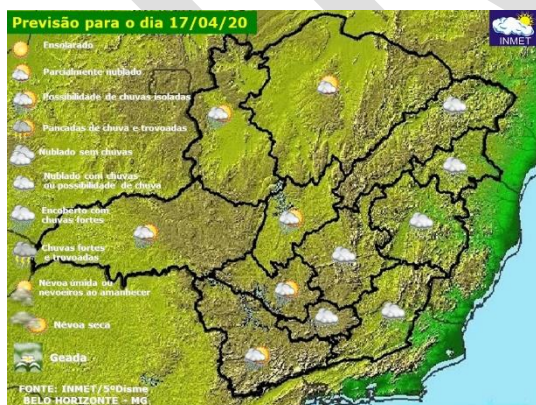 Previsão para o dia 17/04/20
INMET
Ensolarado
Parcialmente nublado
Possibilidade de chuvas isoladas
Pancadas de chuva e trovoadas
Nublado sem chuvas
Nublado com chuvas
ou possibilidade de chuva
Encoberto com
chuvas fortes
Chuvas fortes
e trovoadas
Névoa úmida ou
nevoeiros ao amanhecer
Névoa seca
Geada
FONTE: INMET/5ºDisme
BELO HORIZONTE - MG